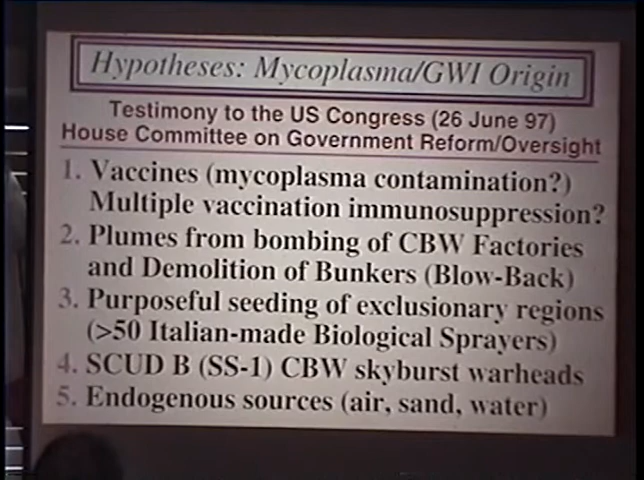 Hypotheses: Mycoplasma/GWI Origin
Testimony to the US Congress (26 June 97)
House Committee on Government Reform/Oversight
1. Vaccines (mycoplasma contamination?)
Multiple vaccination immunosuppression?
2. Plumes from bombing of CBW Factories
and Demolition of Bunkers (Blow-Back)
3. Purposeful seeding of exclusionary regions
(>50 Italian-made Biological Sprayers)
4. SCUD B (SS-1) CBW skyburst warheads
5. Endogenous sources (air, sand, water)